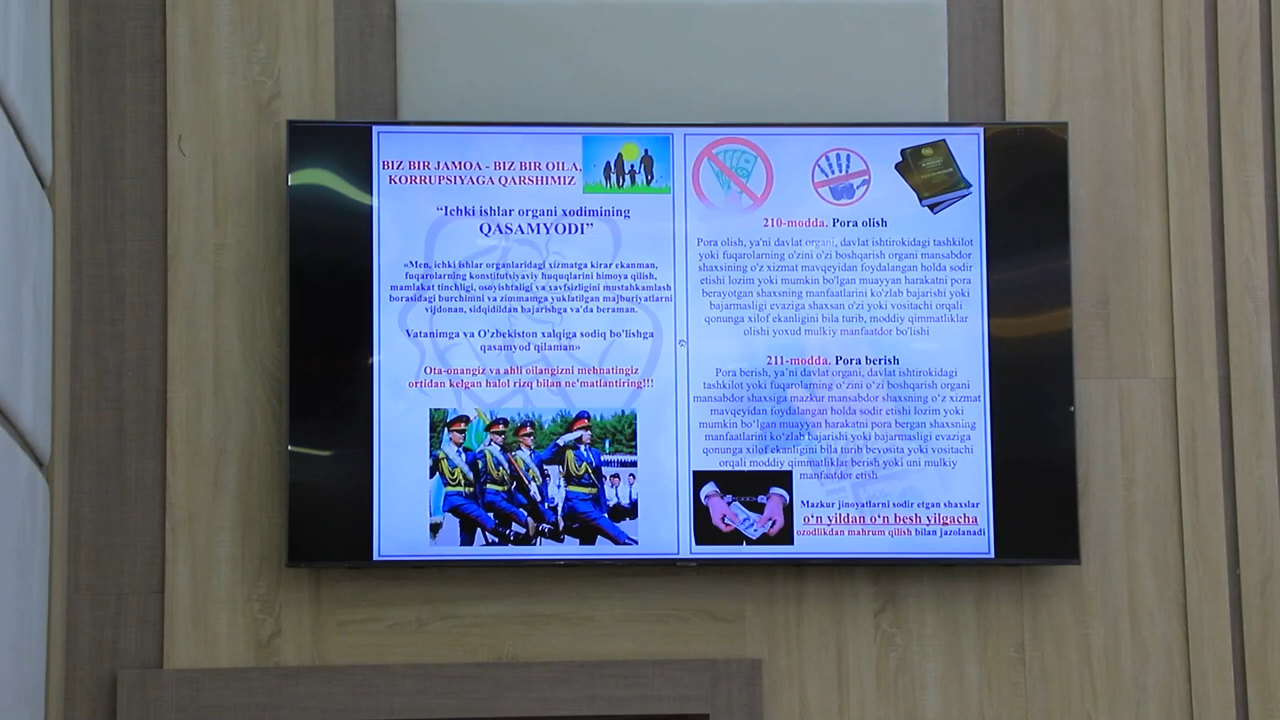 BIZ BIR JAMOA - BIZ BIR OILA,
KORRUPSIYAGA QARSHIMIZ
“Ichki ishlar organi xodimining
QASAMYODI”
«Men, ichki ishlar organlaridagi xizmatga kirar ekanman,
fuqarolarning konstitutsiyaviy huquqlarini himoya qilish,
mamlakat tinchligi, osoyishtaligi va xavfsizligini mustahkamlash
borasidagi burchimni va zimmamga yuklatilgan majburiyatlarni
vijdonan, sidqidildan bajarishga va'da beraman.
Vatanimga va O'zbekiston xalqiga sodiq bo'lishga
qasamyod qilaman»
Ota-onangiz va ahli oilangizni mehnatingiz
ortidan kelgan halol rizq bilan ne'matlantiring!!!
210-modda. Pora olish
Pora olish, ya'ni davlat organi, davlat ishtirokidagi tashkilot
yoki fuqarolarning o'zini o'zi boshqarish organi mansabdor
shaxsining o'z xizmat mavqeyidan foydalangan holda sodir
etishi lozim yoki mumkin bo'lgan muayyan harakatni pora
berayotgan shaxsning manfaatlarini ko'zlab bajarishi yoki
bajarmasligi evaziga shaxsan o'zi yoki vositachi orqali
qonunga xilof ekanligini bila turib, moddiy qimmatliklar
olishi yoxud mulkiy manfaatdor bo'lishi
211-modda. Pora berish
Pora berish, ya'ni davlat organi, davlat ishtirokidagi
tashkilot yoki fuqarolarning o‘zini o‘zi boshqarish organi
mansabdor shaxsiga mazkur mansabdor shaxsning o‘z xizmat
mavqeyidan foydalangan holda sodir etishi lozim yoki
mumkin bo‘lgan muayyan harakatni pora bergan shaxsning
manfaatlarini ko‘zlab bajarishi yoki bajarmasligi evaziga
qonunga xilof ekanligini bila turib bevosita yoki vositachi
orqali moddiy qimmatliklar berish yoki uni mulkiy
manfaatdor etish
Mazkur jinoyatlarni sodir etgan shaxslar
o‘n yildan o‘n besh yilgacha
ozodlikdan mahrum qilish bilan jazolanadi